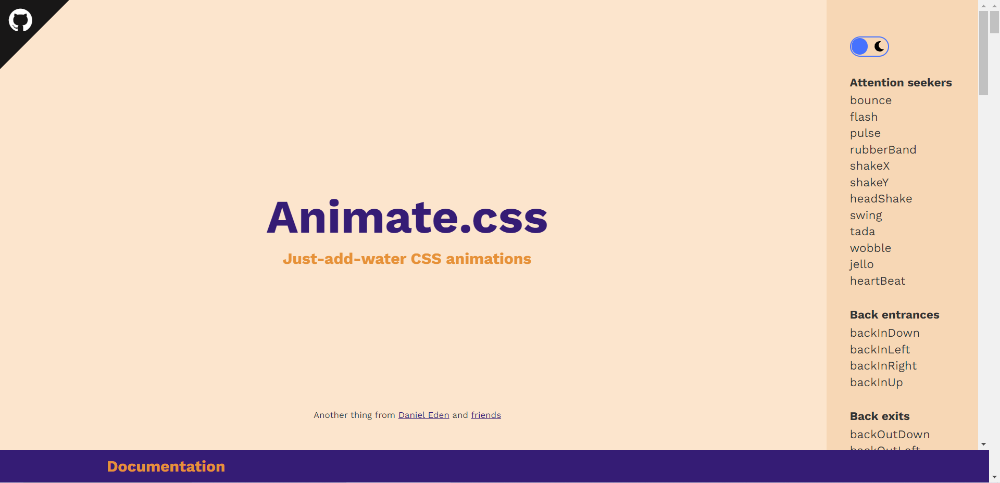 Animate.css
Just-add-water CSS animations
Another thing from Daniel Eden and friends
Attention seekers
bounce
flash
pulse
rubberBand
shakeX
shakeY
headShake
swing
tada
wobble
jello
heartBeat
Back entrances
backInDown
backInLeft
backInRight
backInUp
Back exits
backOutDown
backOutLeft
Documentation